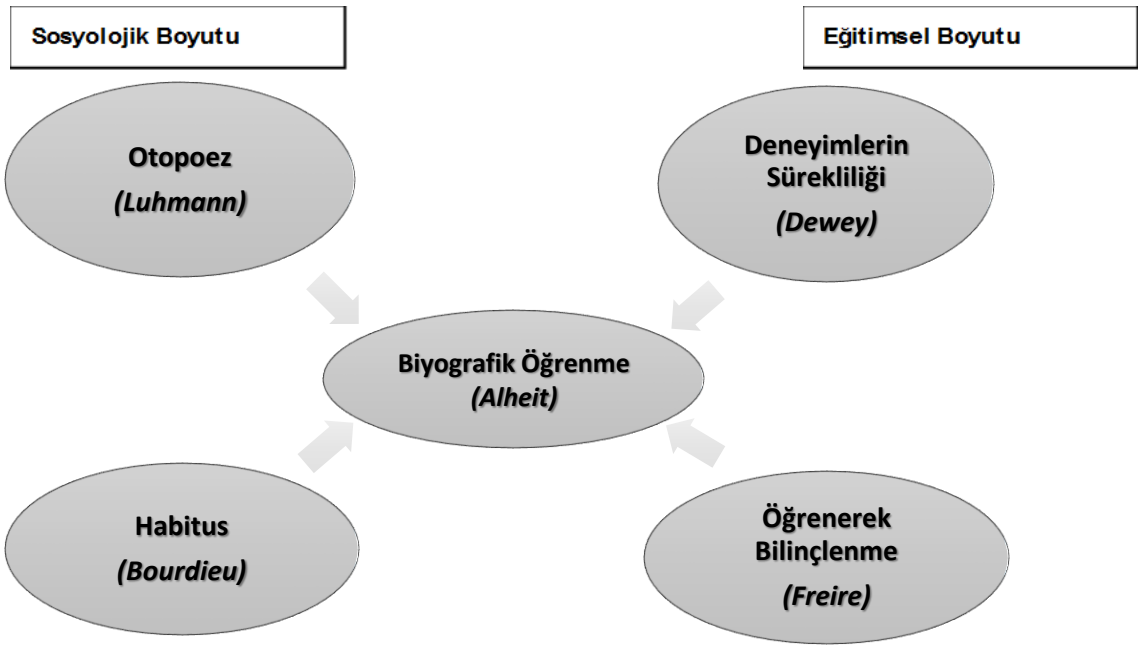 Sosyolojik Boyutu
Eğitimsel Boyutu
Otopoez
(Luhmann)
Deneyimlerin
Sürekliliği
(Dewey)
Biyografik Öğrenme
(Alheit)
Habitus
(Bourdieu)
Öğrenerek
Bilinçlenme
(Freire)